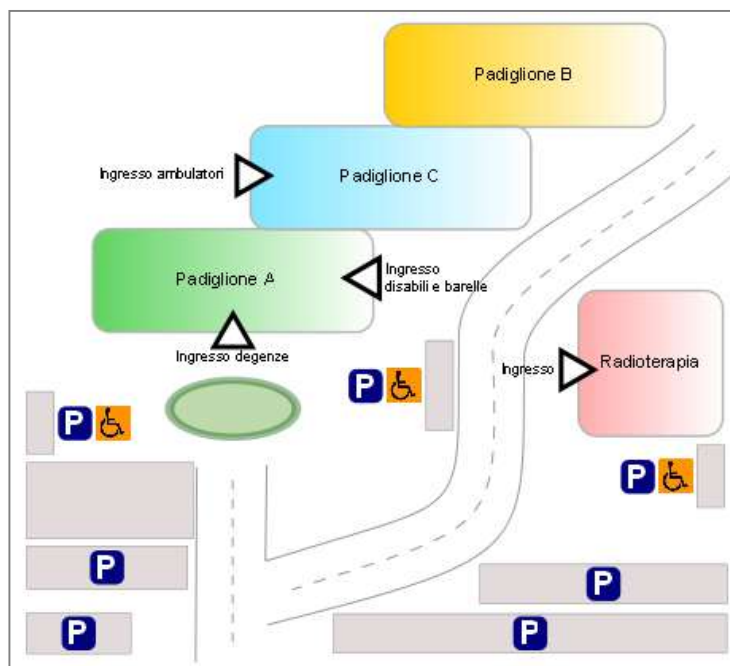 Padiglione B
Ingresso ambulatori
Padiglione C
Padiglione A
Ingresso
disabili e barelle
Ingresso degenze
Ingresso
Radioterapia
P
P
P
P
P
P
P